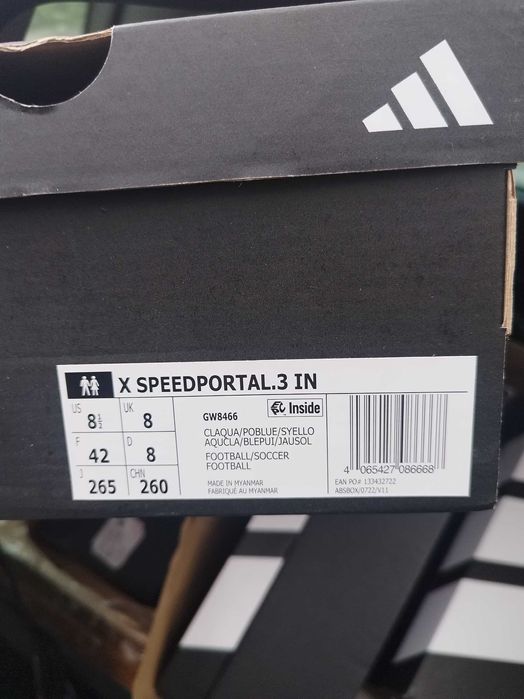 X SPEEDPORTAL.3 IN
US 8½ UK 8
F 42 D 8
J 265 CHN 260
GW8466 Inside
CLAQUA/POBLUE/SYELLO
AQUCLA/BLEPUI/JAUSOL
FOOTBALL/SOCCER
FOOTBALL
MADE IN MYANMAR
FABRIQUÉ AU MYANMAR
4 065427 086668
EAN PO# 133432722
ABSBOX/0722/V11